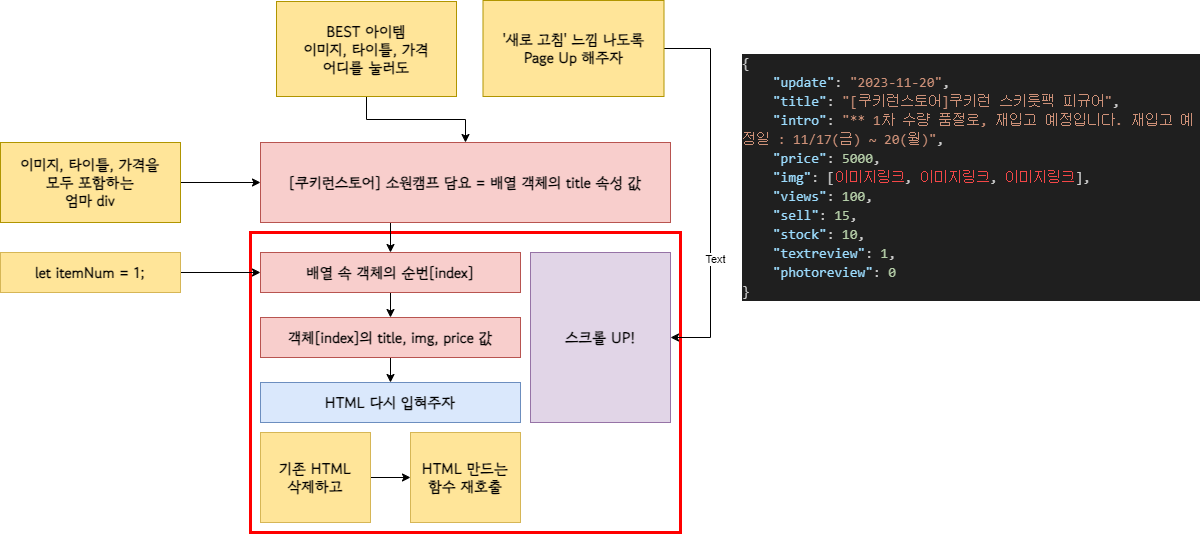 BEST 아이템
이미지, 타이틀, 가격
어디를 눌러도
'새로 고침' 느낌 나도록
Page Up 해주자
이미지, 타이틀, 가격을
모두 포함하는
엄마 div
[쿠키런스토어] 소원캠프 담요 = 배열 객체의 title 속성 값
let itemNum = 1;
배열 속 객체의 순번[index]
객체[index]의 title, img, price 값
HTML 다시 입혀주자
기존 HTML
삭제하고
HTML 만드는
함수 재호출
스크롤 UP!
Text
{
"update": "2023-11-20",
"title": "[쿠키런스토어]쿠키런 스키틋팩 피규어",
"intro": "** 1차 수량 품절로, 재입고 예정입니다. 재입고 예
정일 : 11/17(금) ~ 20(월)",
"price": 5000,
"img": [이미지링크, 이미지링크, 이미지링크],
"views": 100,
"sell": 15,
"stock": 10,
"textreview": 1,
"photoreview": 0
}